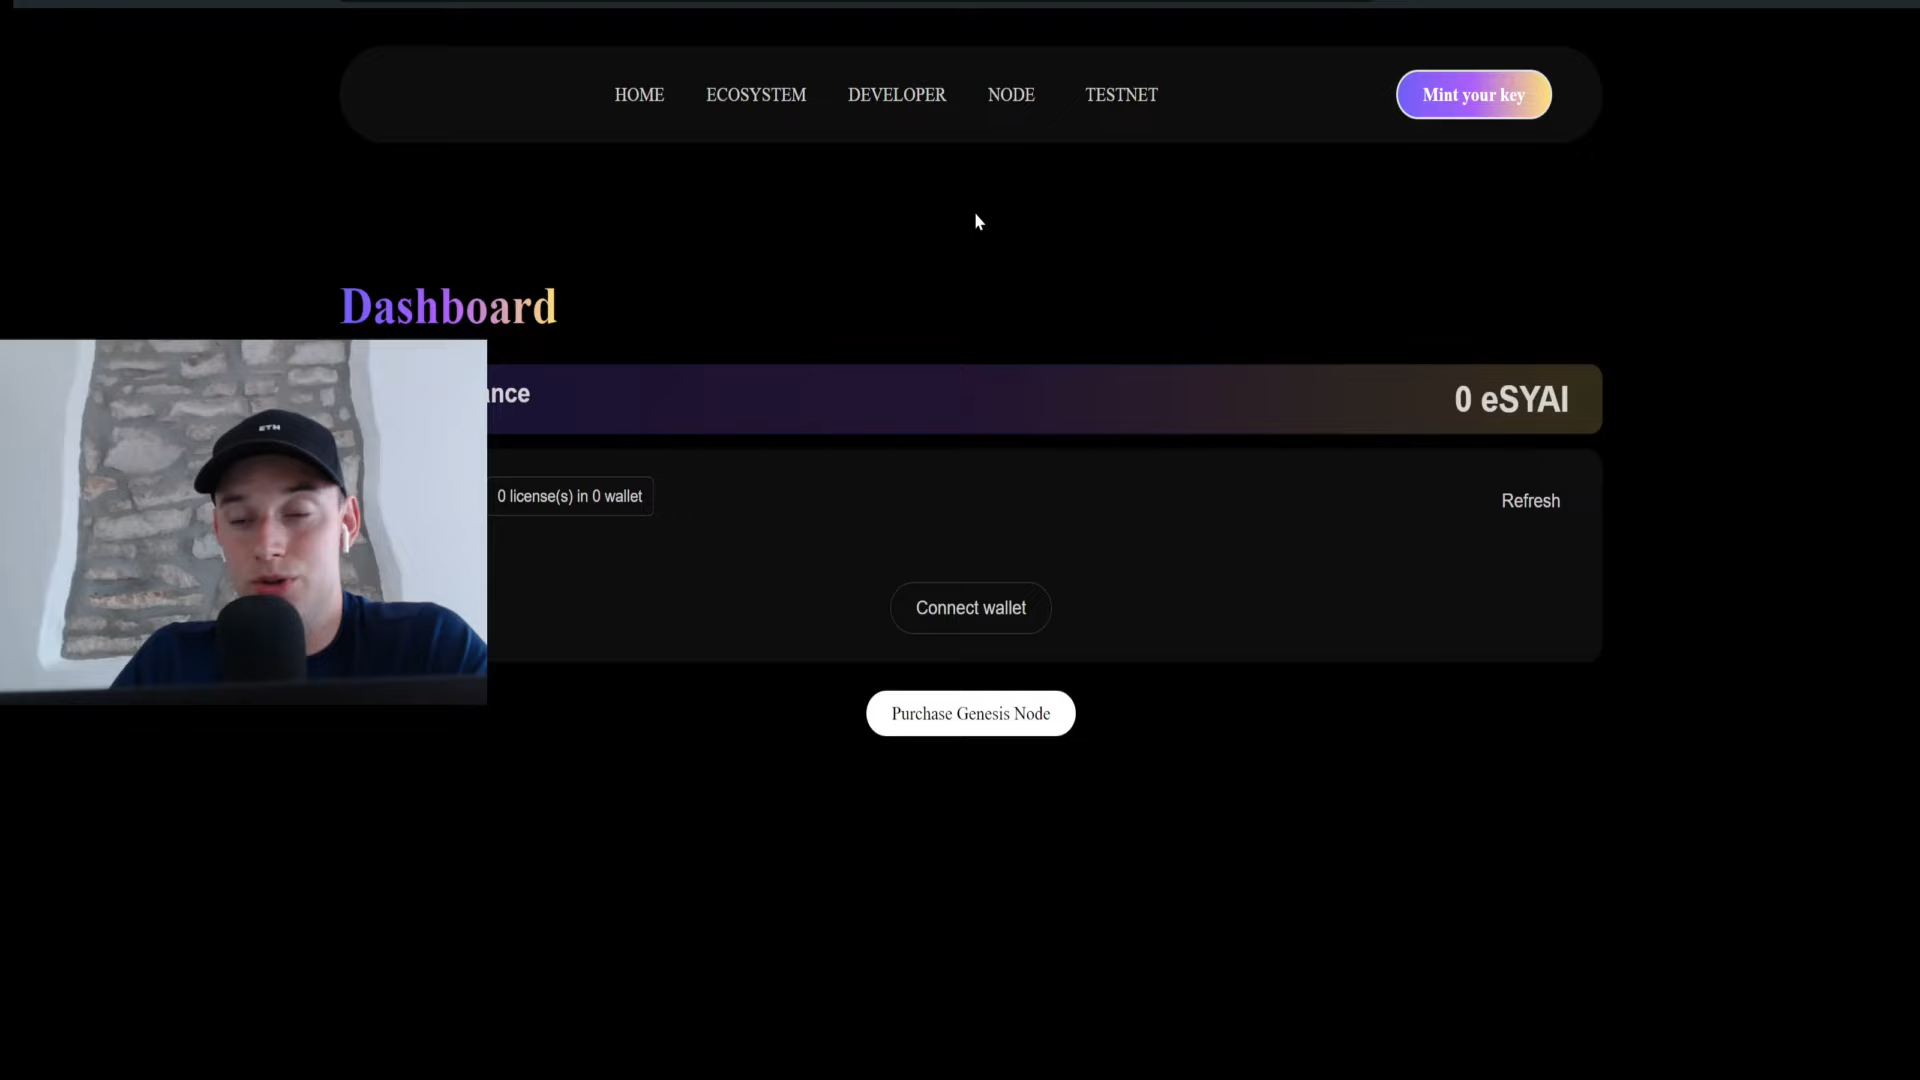 HOME ECOSYSTEM DEVELOPER NODE TESTNET Mint your key
Dashboard
0 eSYAI
ETH
0 license(s) in 0 wallet
Refresh
Connect wallet
Purchase Genesis Node